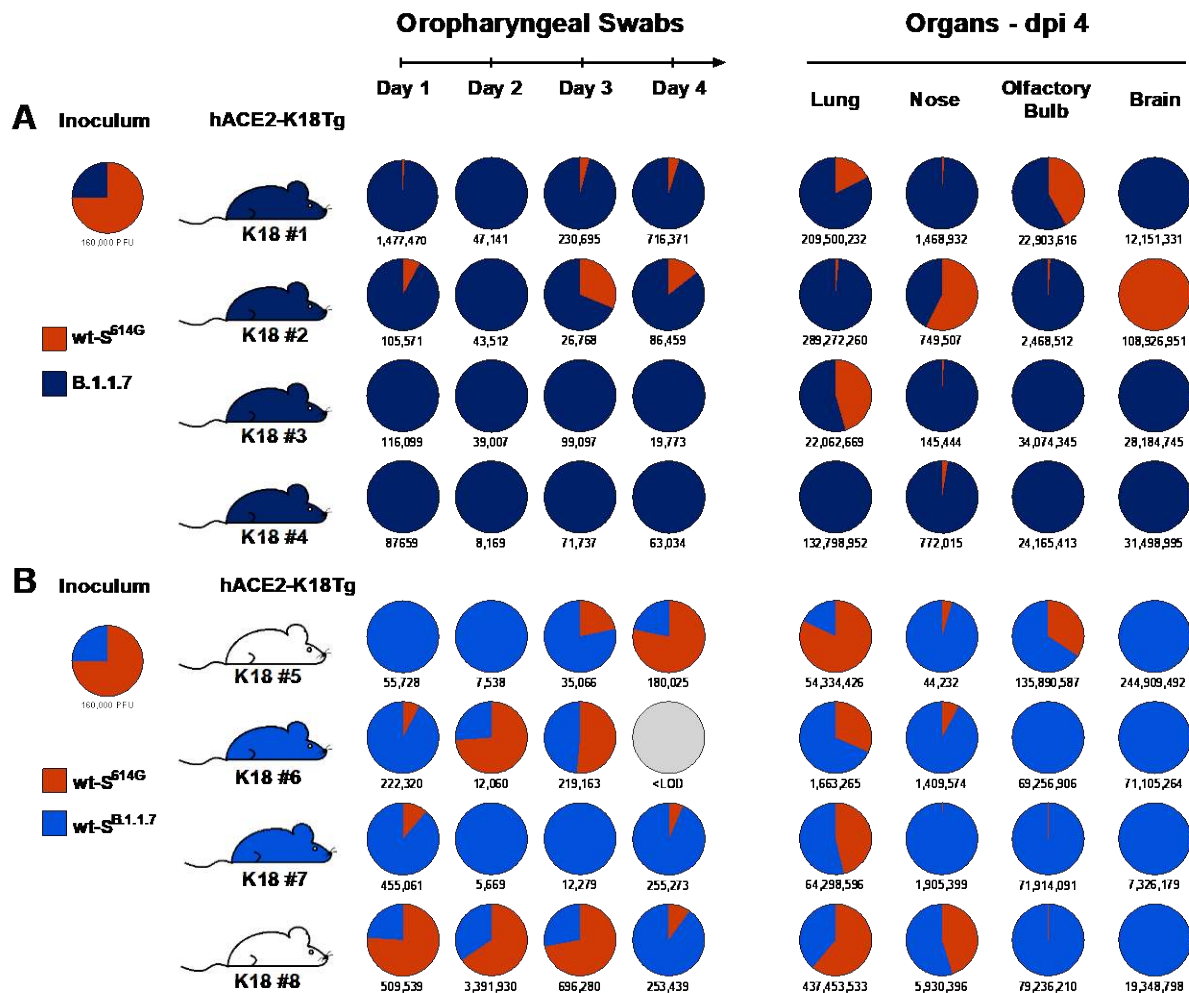 Oropharyngeal Swabs
Organs - dpi 4
Day 1 Day 2 Day 3 Day 4
Lung Nose Olfactory Bulb Brain
A Inoculum hACE2-K18Tg
160,000 PFU
K18 #1
1,477,470 47,141 230,695 716,371 209,500,232 1,468,932 22,903,616 12,151,331
K18 #2
105,571 43,512 26,768 86,459 289,272,260 749,507 2,468,512 108,926,951
wt-S614G
B.1.1.7
K18 #3
116,099 39,007 99,097 19,773 22,062,669 145,444 34,074,345 28,184,745
K18 #4
87659 8,169 71,737 63,034 132,798,952 772,015 24,165,413 31,498,995
B Inoculum hACE2-K18Tg
160,000 PFU
K18 #5
55,728 7,538 35,066 180,025 54,334,426 44,232 135,890,587 244,909,492
K18 #6
222,320 12,060 219,163 <LOD 1,663,265 1,409,574 69,256,906 71,105,264
wt-S614G
wt-SB.1.1.7
K18 #7
455,061 5,669 12,279 255,273 64,298,596 1,905,399 71,914,091 7,326,179
K18 #8
509,539 3,391,930 696,280 253,439 437,453,533 5,930,396 79,236,210 19,348,798